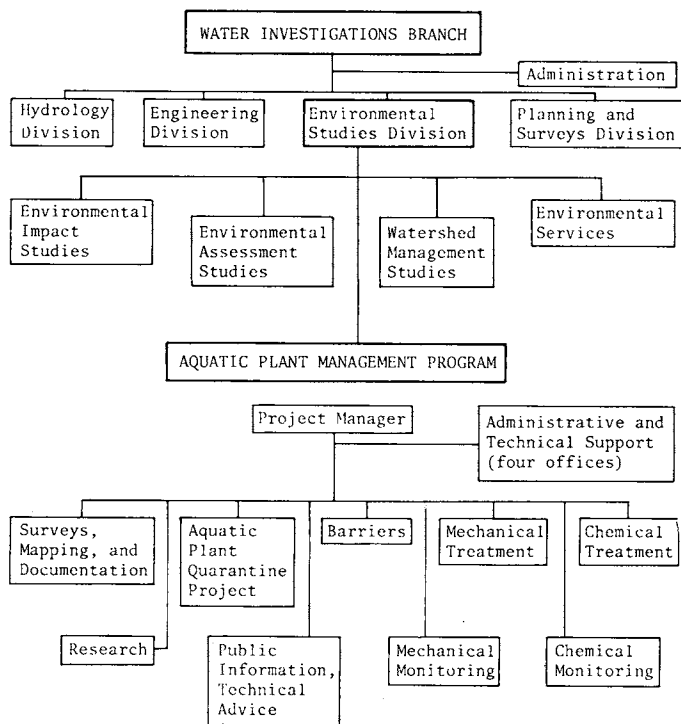 WATER INVESTIGATIONS BRANCH
Administration
Hydrology
Division
Engineering
Division
Environmental
Studies Division
Planning and
Surveys Division
Environmental
Impact
Studies
Environmental
Assessment
Studies
Watershed
Management
Studies
Environmental
Services
AQUATIC PLANT MANAGEMENT PROGRAM
Project Manager
Administrative and
Technical Support
(four offices)
Surveys,
Mapping, and
Documentation
Aquatic
Plant
Quarantine
Project
Barriers
Mechanical
Treatment
Chemical
Treatment
Research
Public
Information,
Technical
Advice
Mechanical
Monitoring
Chemical
Monitoring